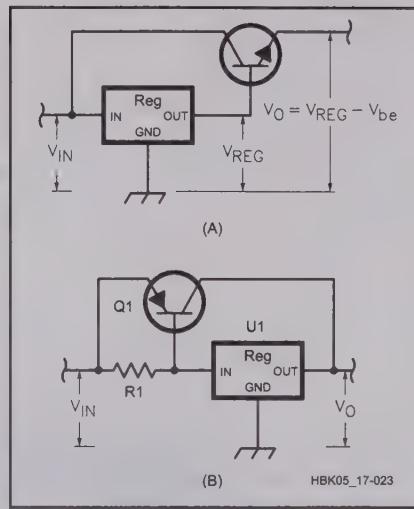 Reg
IN
OUT
GND
V_IN
V_REG
V_O = V_REG – V_be
(A)
Q1
U1
Reg
IN
OUT
GND
R1
V_IN
V_O
(B)
HBK05_17-023